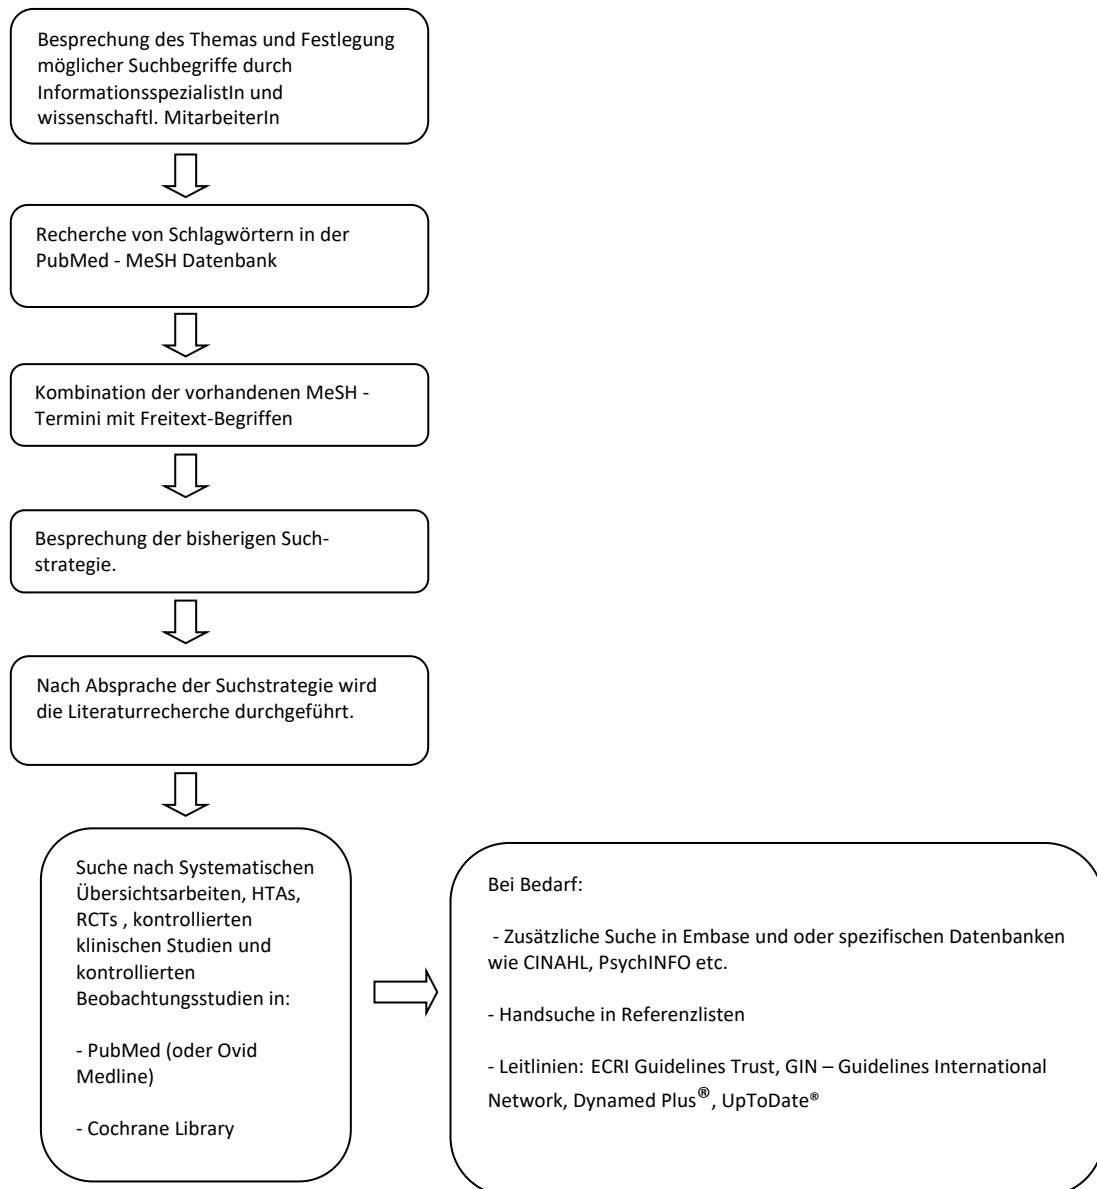 Besprechung des Themas und Festlegung
möglicher Suchbegriffe durch
InformationsspezialistIn und
wissenschaftl. MitarbeiterIn
Recherche von Schlagwörtern in der
PubMed - MeSH Datenbank
Kombination der vorhandenen MeSH -
Termini mit Freitext-Begriffen
Besprechung der bisherigen Such-
strategie.
Nach Absprache der Suchstrategie wird
die Literaturrecherche durchgeführt.
Suche nach Systematischen
Übersichtsarbeiten, HTAs,
RCTs , kontrollierten
klinischen Studien und
kontrollierten
Beobachtungsstudien in:
- PubMed (oder Ovid
Medline)
- Cochrane Library
Bei Bedarf:
- Zusätzliche Suche in Embase und oder spezifischen Datenbanken
wie CINAHL, PsychINFO etc.
- Handsuche in Referenzlisten
- Leitlinien: ECRI Guidelines Trust, GIN – Guidelines International
Network, Dynamed Plus®, UpToDate®